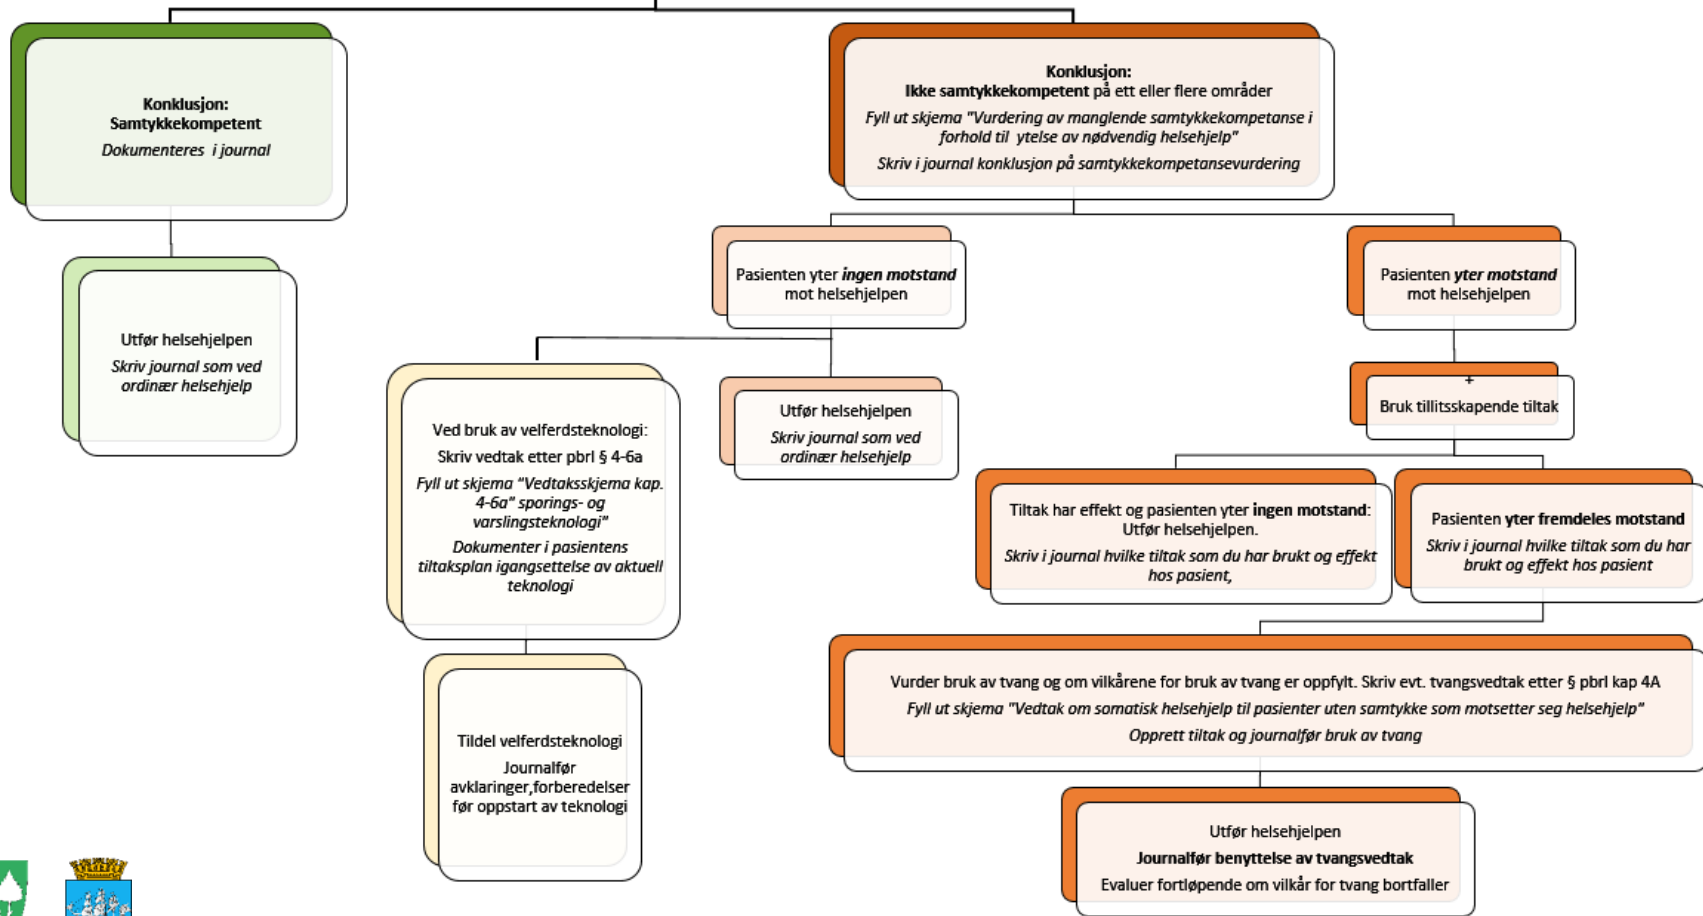 Konklusjon:
Samtykkekompetent
Dokumenteres i journal
Utfør helsehjelpen
Skriv journal som ved
ordinær helsehjelp
Konklusjon:
Ikke samtykkekompetent på ett eller flere områder
Fyll ut skjema "Vurdering av manglende samtykkekompetanse i
forhold til ytelse av nødvendig helsehjelp"
Skriv i journal konklusjon på samtykkekompetansevurdering
Pasienten yter ingen motstand
mot helsehjelpen
Ved bruk av velferdsteknologi:
Skriv vedtak etter pbrl § 4-6a
Fyll ut skjema "Vedtaksskjema kap.
4-6a" sporings- og
varslingsteknologi"
Dokumenter i pasientens
tiltaksplan igangsettelse av aktuell
teknologi
Tildel velferdsteknologi
Journalfør
avklaringer,forberedelser
før oppstart av teknologi
Utfør helsehjelpen
Skriv journal som ved
ordinær helsehjelp
Pasienten yter motstand
mot helsehjelpen
+
Bruk tillitsskapende tiltak
Tiltak har effekt og pasienten yter ingen motstand:
Utfør helsehjelpen.
Skriv i journal hvilke tiltak som du har brukt og effekt
hos pasient,
Pasienten yter fremdeles motstand
Skriv i journal hvilke tiltak som du har
brukt og effekt hos pasient
Vurder bruk av tvang og om vilkårene for bruk av tvang er oppfylt. Skriv evt. tvangsvedtak etter § pbrl kap 4A
Fyll ut skjema "Vedtak om somatisk helsehjelp til pasienter uten samtykke som motsetter seg helsehjelp"
Opprett tiltak og journalfør bruk av tvang
Utfør helsehjelpen
Journalfør benyttelse av tvangsvedtak
Evaluer fortløpende om vilkår for tvang bortfaller